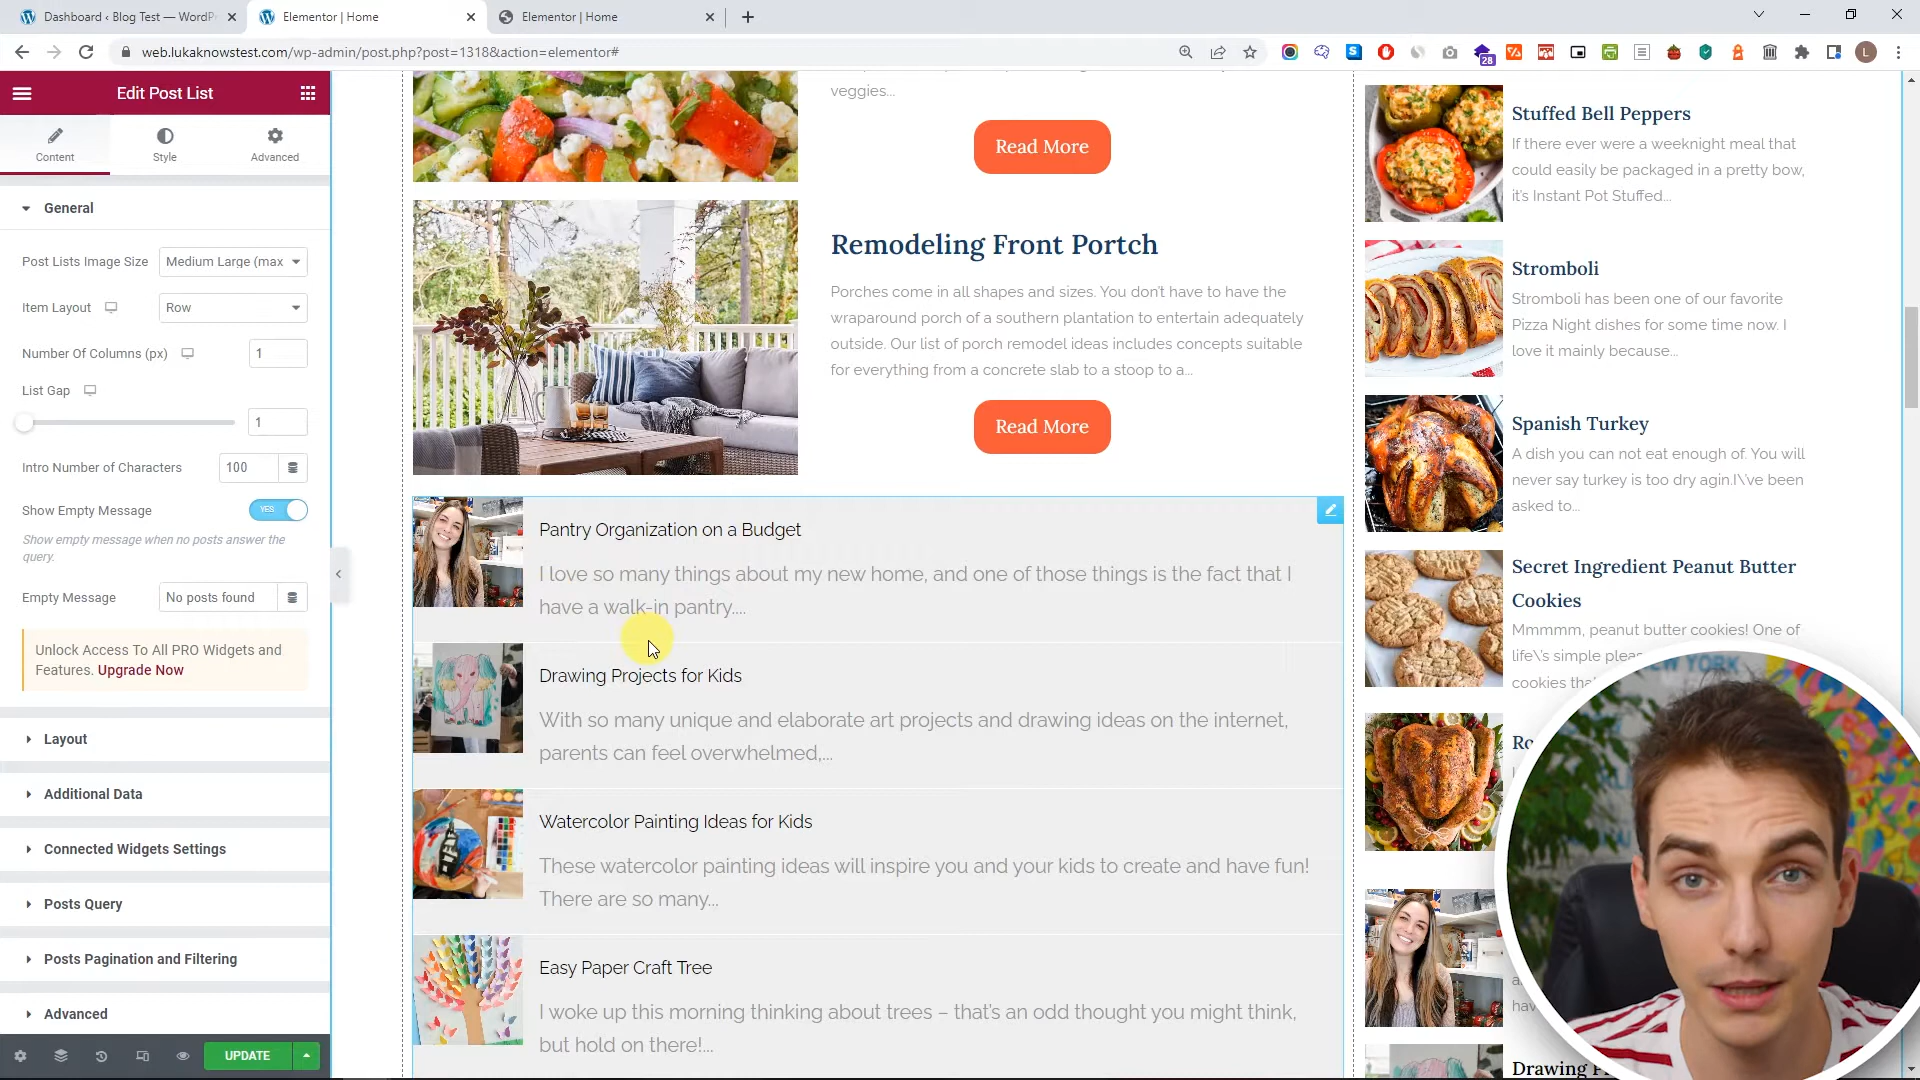 Dashboard ‹ Blog Test — WordP
Elementor | Home
Elementor | Home
web.lukaknowstest.com/wp-admin/post.php?post=1318&action=elementor#
28
L
Edit Post List
Content
Style
Advanced
General
Post Lists Image Size
Medium Large (max
Item Layout
Row
Number Of Columns (px)
1
List Gap
1
Intro Number of Characters
100
Show Empty Message
YES
Show empty message when no posts answer the
query.
Empty Message
No posts found
Unlock Access To All PRO Widgets and
Features. Upgrade Now
Layout
Additional Data
Connected Widgets Settings
Posts Query
Posts Pagination and Filtering
Advanced
UPDATE
veggies...
Read More
Remodeling Front Portch
Porches come in all shapes and sizes. You don't have to have the
wraparound porch of a southern plantation to entertain adequately
outside. Our list of porch remodel ideas includes concepts suitable
for everything from a concrete slab to a stoop to a...
Read More
Pantry Organization on a Budget
I love so many things about my new home, and one of those things is the fact that I
have a walk-in pantry....
Drawing Projects for Kids
With so many unique and elaborate art projects and drawing ideas on the internet,
parents can feel overwhelmed,...
Watercolor Painting Ideas for Kids
These watercolor painting ideas will inspire you and your kids to create and have fun!
There are so many...
Easy Paper Craft Tree
I woke up this morning thinking about trees – that's an odd thought you might think,
but hold on there!...
Stuffed Bell Peppers
If there ever were a weeknight meal that
could easily be packaged in a pretty bow,
it's Instant Pot Stuffed...
Stromboli
Stromboli has been one of our favorite
Pizza Night dishes for some time now. I
love it mainly because...
Spanish Turkey
A dish you can not eat enough of. You will
never say turkey is too dry agin.I\'ve been
asked to...
Secret Ingredient Peanut Butter
Cookies
Mmmmm, peanut butter cookies! One of
life\'s simple plea
cookies tha
NEW YORK
Ro
hav
Drawing P